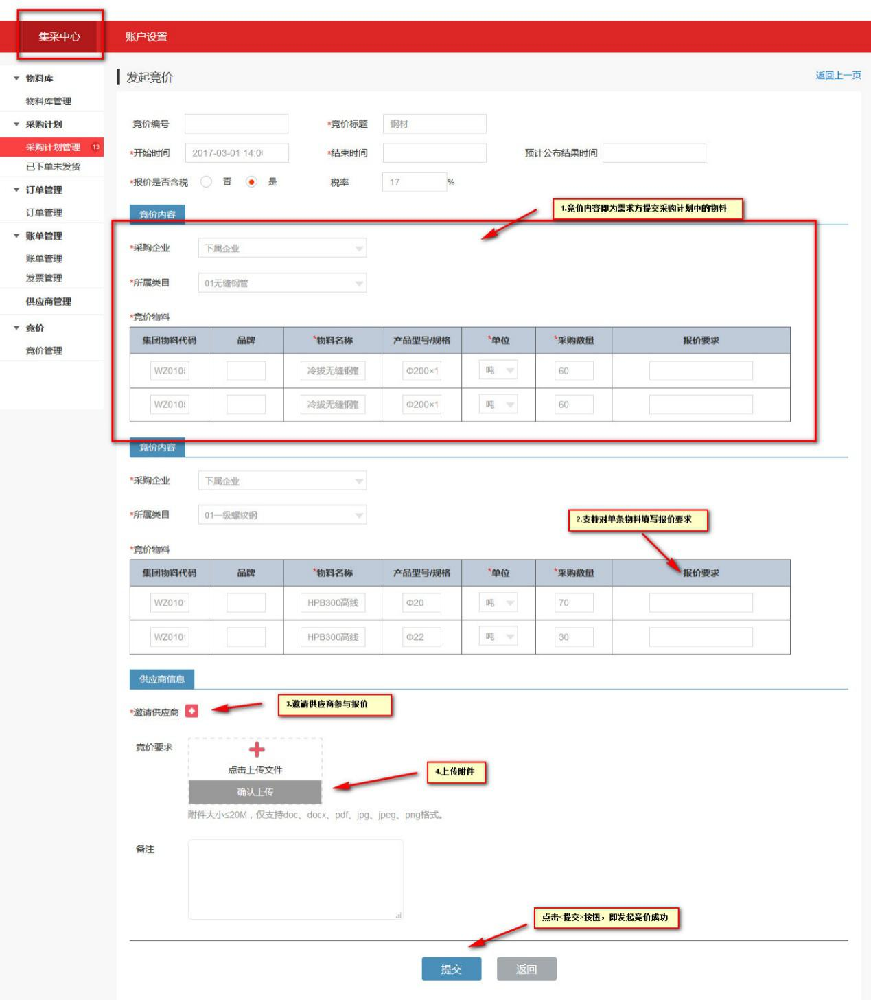 集采中心
账户设置
物料库
物料库管理
采购计划
采购计划管理 13
已下单未发货
订单管理
订单管理
账单管理
账单管理
发票管理
供应商管理
竞价
竞价管理
发起竞价
返回上一页
竞价编号
*竞价标题 钢材
*开始时间 2017-03-01 14:0
*结束时间
预计公布结果时间
*报价是否含税 否 是
税率 17 %
竞价内容
1.竞价内容即为需求方提交采购计划中的物料
*采购企业 下属企业
*所属类目 01无缝钢管
*竞价物料
集团物料代码 品牌 *物料名称 产品型号/规格 *单位 *采购数量 报价要求
WZ010 冷拔无缝钢 Φ200×1 吨 60
WZ010 冷拔无缝钢 Φ200×1 吨 60
竞价内容
*采购企业 下属企业
*所属类目 01一级螺纹钢
2.支持对单条物料填写报价要求
*竞价物料
集团物料代码 品牌 *物料名称 产品型号/规格 *单位 *采购数量 报价要求
WZ010 HPB300高线 Φ20 吨 70
WZ010 HPB300高线 Φ22 吨 30
供应商信息
*邀请供应商
3.邀请供应商参与报价
竞价要求
点击上传文件
确认上传
4.上传附件
附件大小≤20M，仅支持doc、docx、pdf、jpg、jpeg、png格式。
备注
点击<提交>按钮，即发起竞价成功
提交
返回